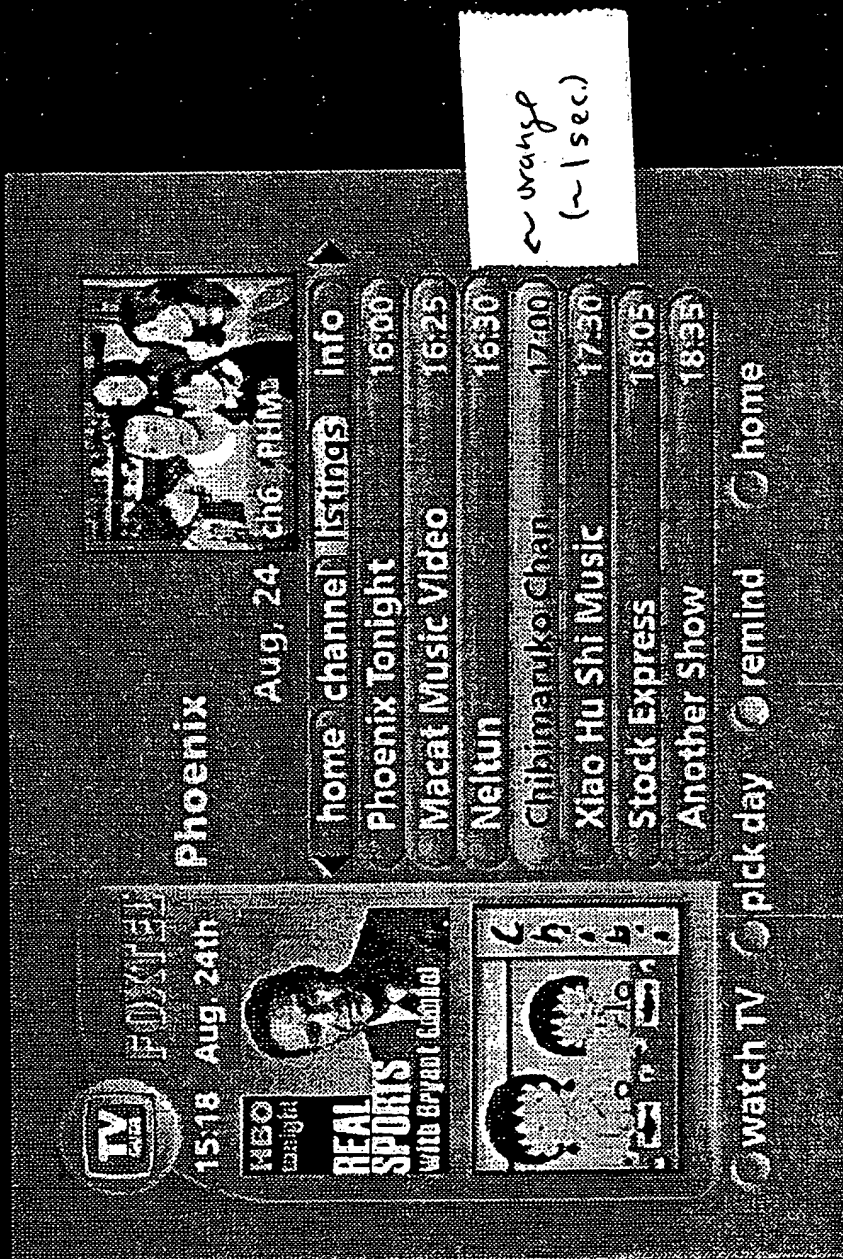 TV
FOXTEL
15:18 Aug. 24th
HBO
tonight
REAL
SPORTS
with Bryant Gumbel
Chibi
Phoenix
Aug, 24 ch6 PHMu
home channel listings info
Phoenix Tonight 16:00
Macat Music Video 16:25
Neltun 16:30
Chibimaruko Chan 17:00
Xiao Hu Shi Music 17:30
Stock Express 18:05
Another Show 18:35
watch TV pick day remind home
~ orange
(~ 1 sec.)